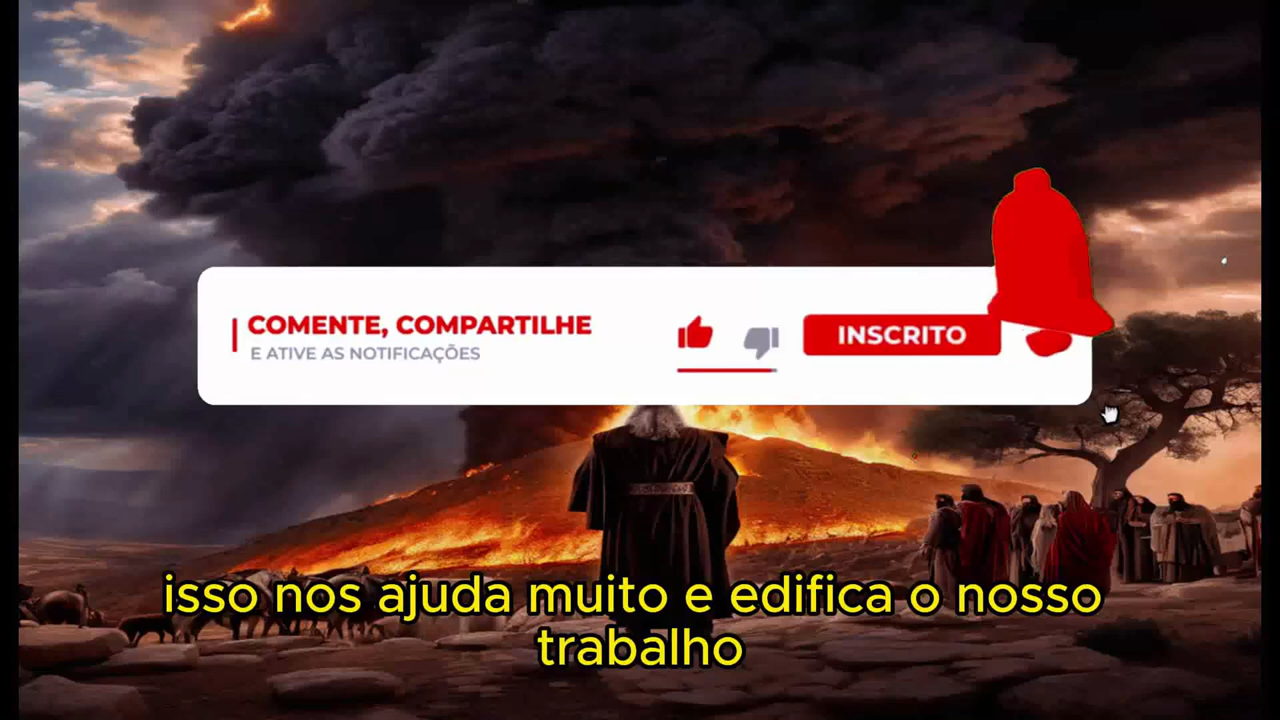 COMENTE, COMPARTILHE
E ATIVE AS NOTIFICAÇÕES
INSCRITO
isso nos ajuda muito e edifica o nosso
trabalho